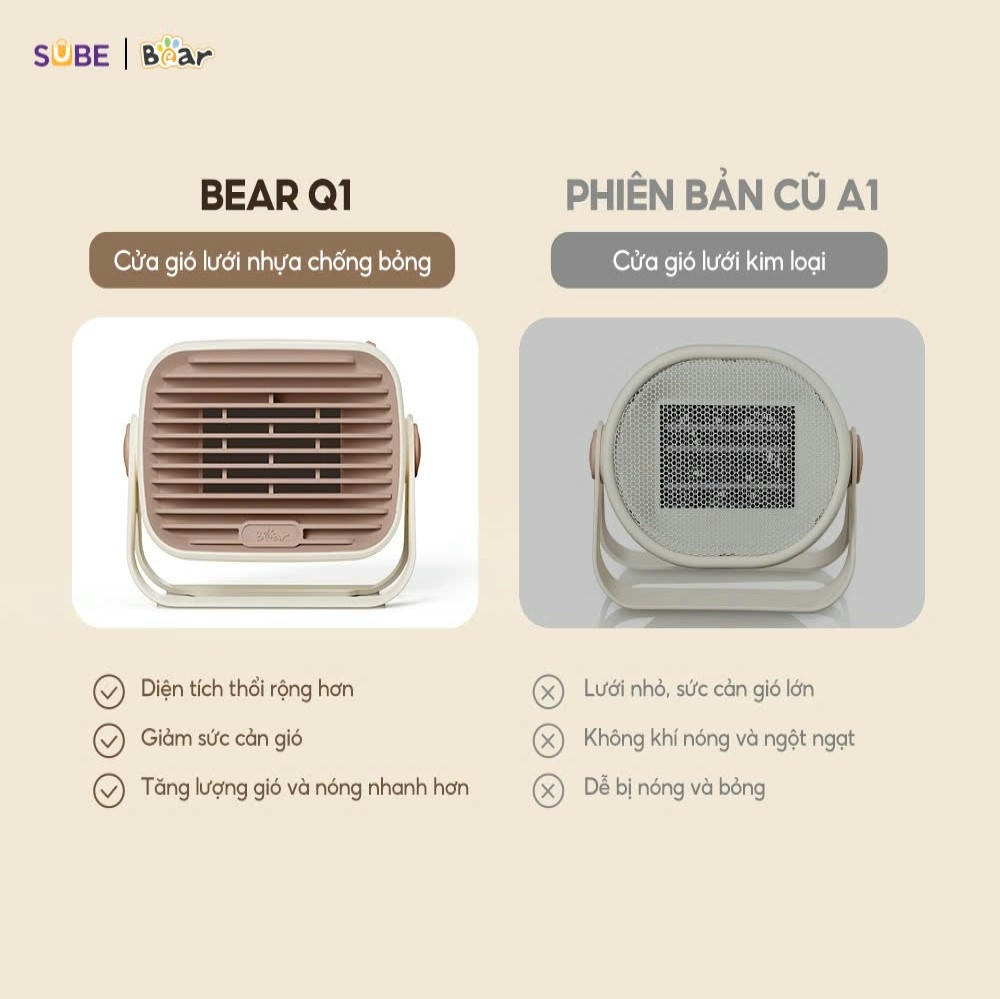 SUBE | Bear
BEAR Q1
Cửa gió lưới nhựa chống bỏng
Bear
Diện tích thổi rộng hơn
Giảm sức cản gió
Tăng lượng gió và nóng nhanh hơn
PHIÊN BẢN CŨ A1
Cửa gió lưới kim loại
Lưới nhỏ, sức cản gió lớn
Không khí nóng và ngột ngạt
Dễ bị nóng và bỏng